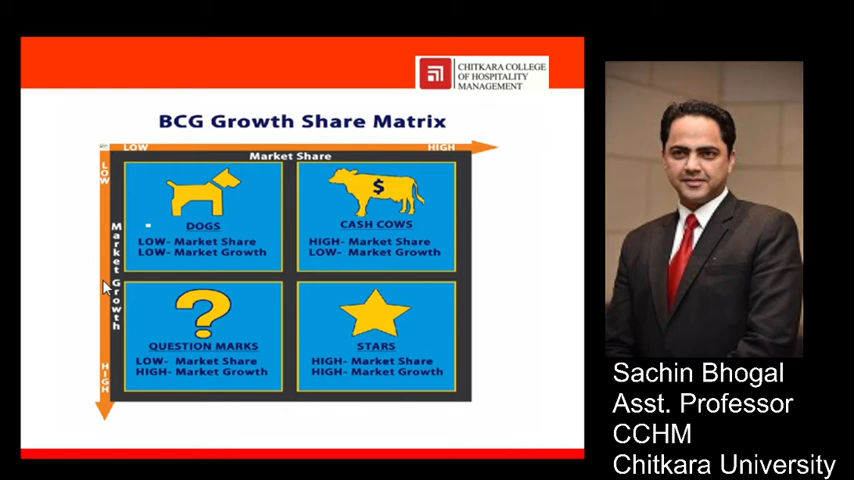 CHITKARA COLLEGE
OF HOSPITALITY
MANAGEMENT
BCG Growth Share Matrix
LOW
HIGH
Market Share
LOW
Market Growth
HIGH
DOGS
LOW- Market Share
LOW- Market Growth
$
CASH COWS
HIGH- Market Share
LOW- Market Growth
?
QUESTION MARKS
LOW- Market Share
HIGH- Market Growth
STARS
HIGH- Market Share
HIGH- Market Growth
Sachin Bhogal
Asst. Professor
CCHM
Chitkara University